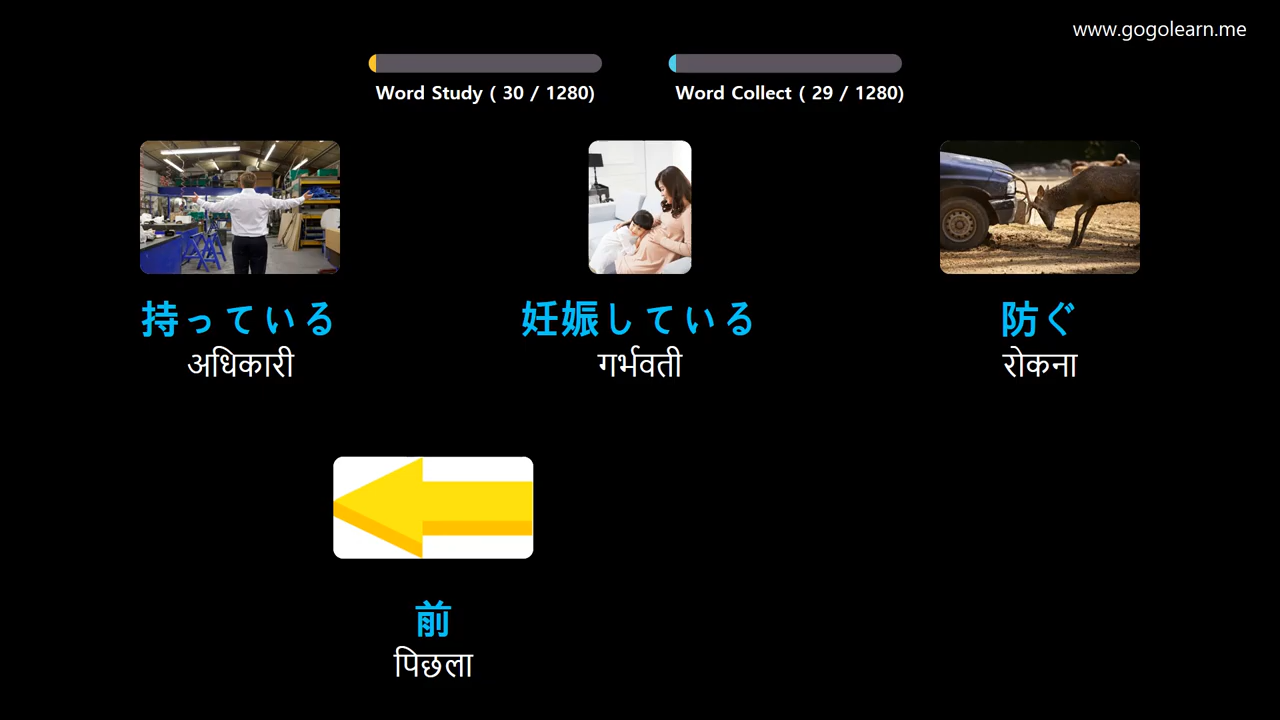 www.gogolearn.me
Word Study ( 30 / 1280)
Word Collect ( 29 / 1280)
持っている
अधिकारी
妊娠している
गर्भवती
防ぐ
रोकना
前
पिछला